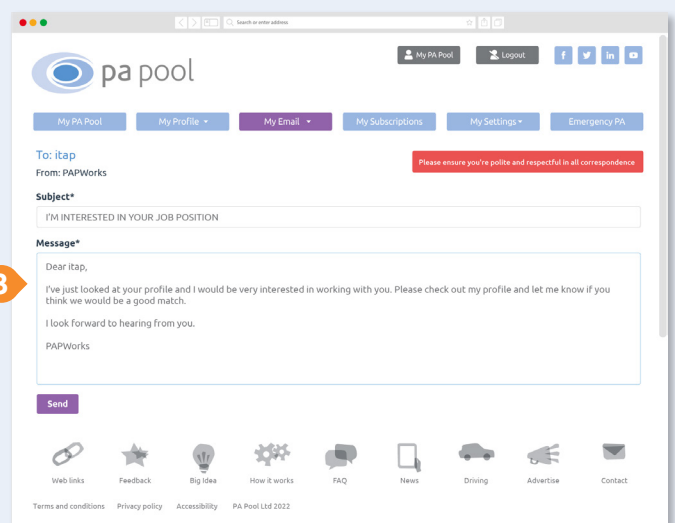 Search or enter address
pa pool
My PA Pool
Logout
My PA Pool
My Profile
My Email
My Subscriptions
My Settings
Emergency PA
To: itap
Please ensure you're polite and respectful in all correspondence
From: PAPWorks
Subject*
I'M INTERESTED IN YOUR JOB POSITION
Message*
Dear itap,
I've just looked at your profile and I would be very interested in working with you. Please check out my profile and let me know if you
think we would be a good match.
I look forward to hearing from you.
PAPWorks
Send
Web links
Feedback
Big Idea
How it works
FAQ
News
Driving
Advertise
Contact
Terms and conditions
Privacy policy
Accessibility
PA Pool Ltd 2022